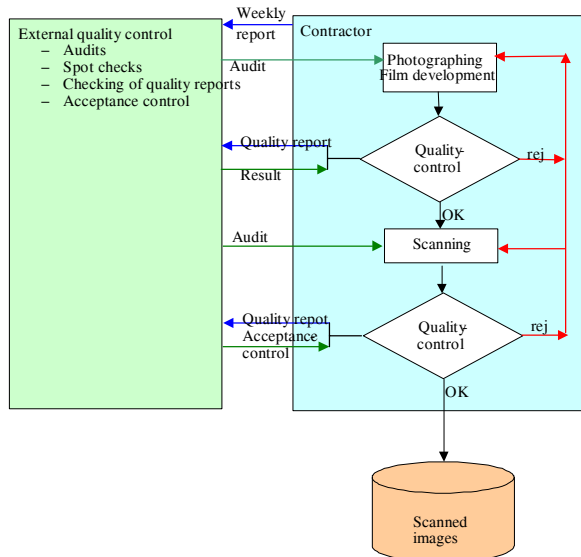 External quality control
– Audits
– Spot checks
– Checking of quality reports
– Acceptance control
Weekly
report
Contractor
Audit
Photographing
Film development
Quality report
Result
Quality-
control
rej
OK
Audit
Scanning
Quality repot
Acceptance
control
Quality-
control
rej
OK
Scanned
images